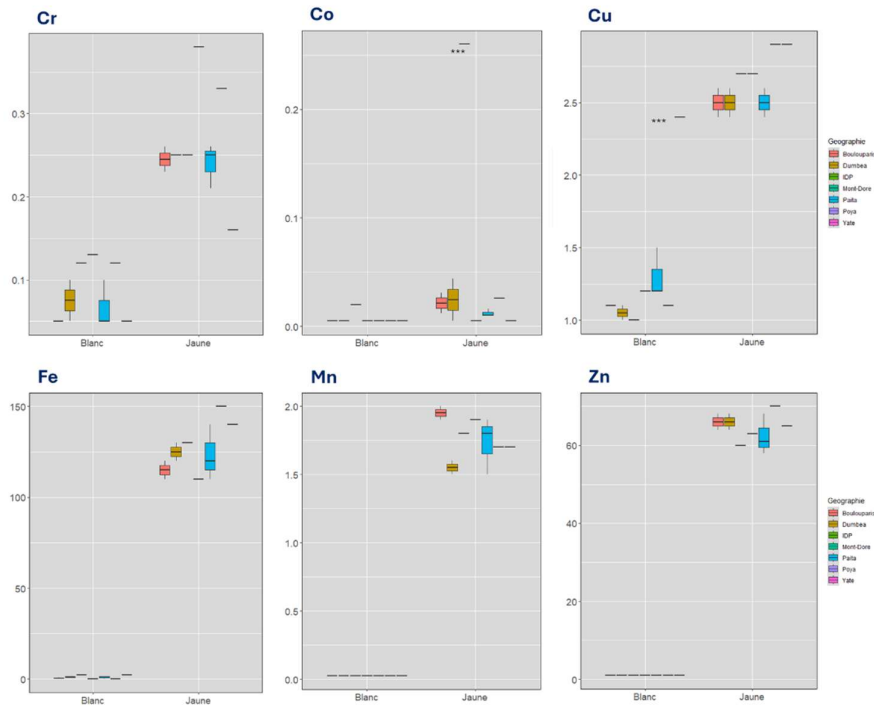 Cr
Co
Cu
0.3
0.2
0.1
0.2
0.1
0.0
***
2.5
2.0
1.5
1.0
***
Blanc
Jaune
Blanc
Jaune
Blanc
Jaune
Geographie
Boulouparis
Dumbea
IDP
Mont-Dore
Paita
Poya
Yate
Fe
Mn
Zn
150
100
50
0
2.0
1.5
1.0
0.5
0.0
60
40
20
0
Blanc
Jaune
Blanc
Jaune
Blanc
Jaune
Geographie
Boulouparis
Dumbea
IDP
Mont-Dore
Paita
Poya
Yate